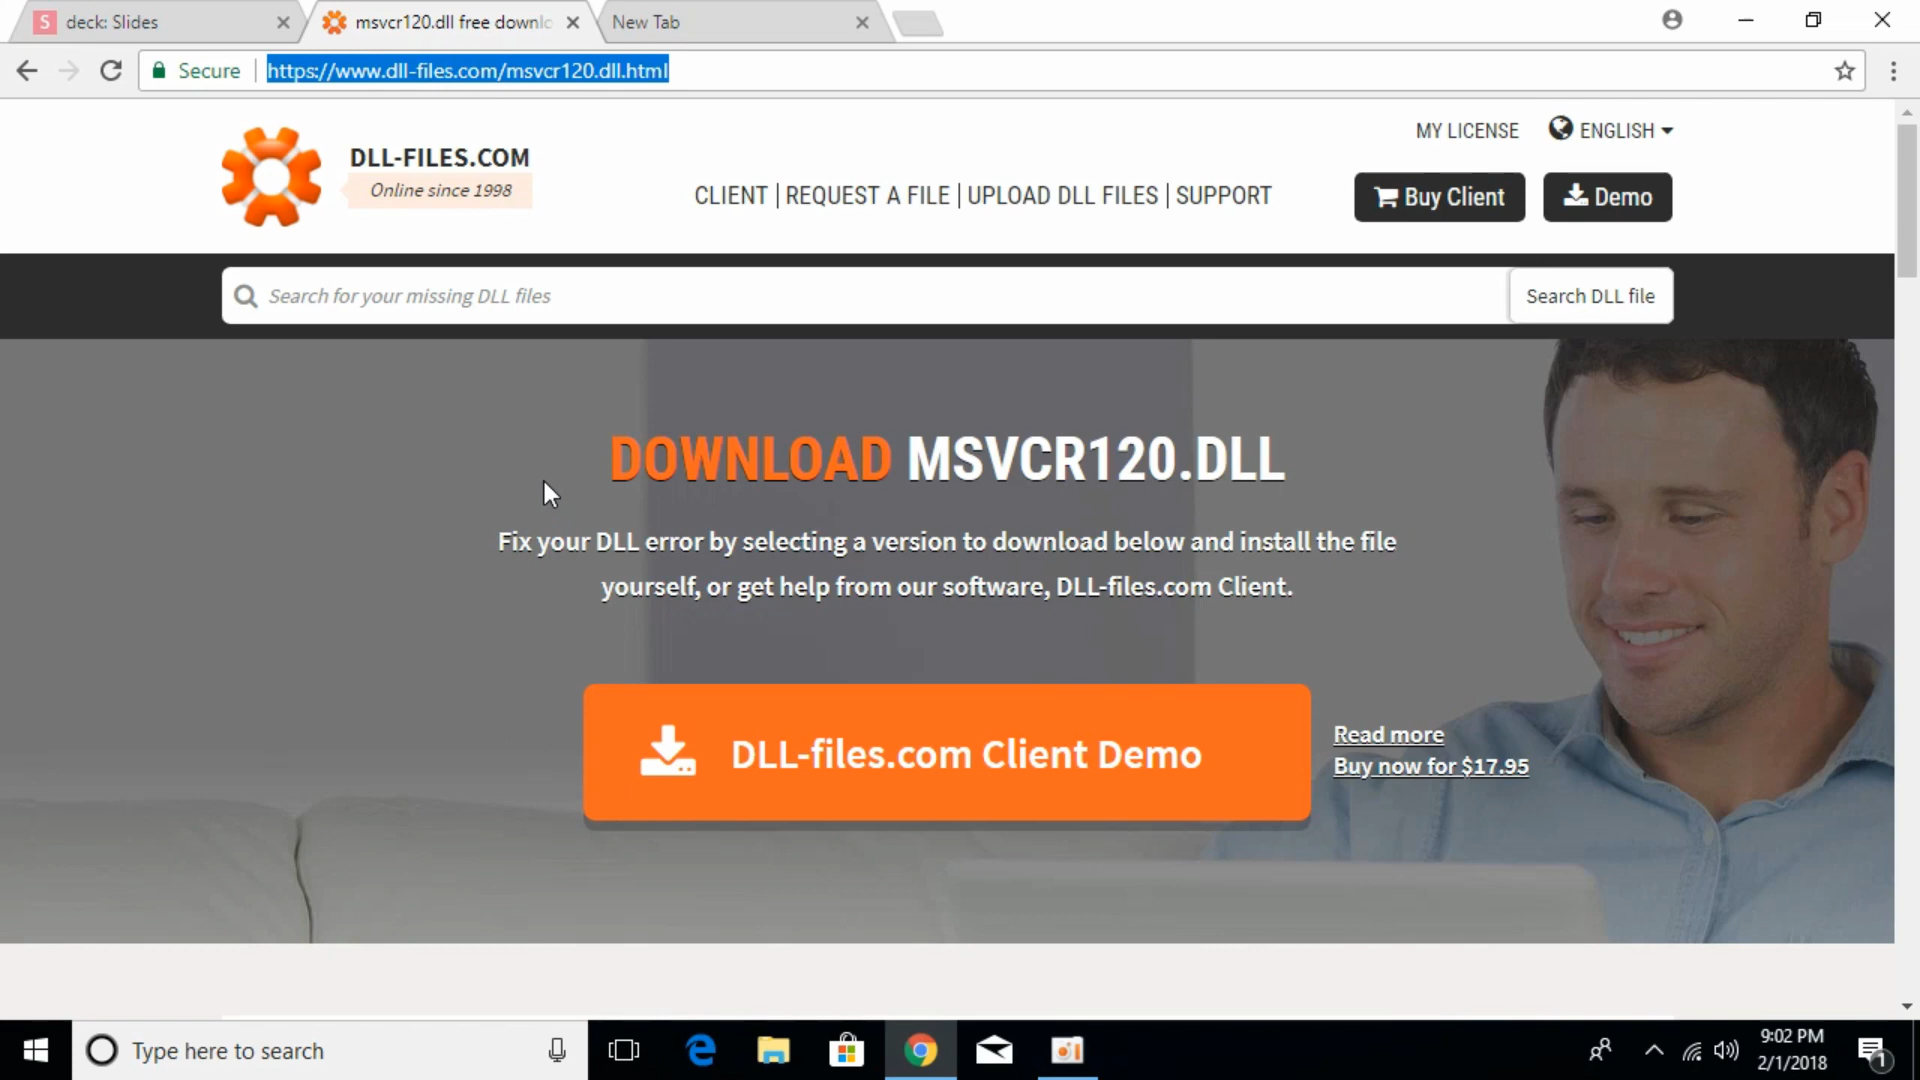 S deck: Slides
msvcr120.dll free downlo
New Tab
Secure
https://www.dll-files.com/msvcr120.dll.html
MY LICENSE
ENGLISH
DLL-FILES.COM
Online since 1998
CLIENT | REQUEST A FILE | UPLOAD DLL FILES | SUPPORT
Buy Client
Demo
Search for your missing DLL files
Search DLL file
DOWNLOAD MSVCR120.DLL
Fix your DLL error by selecting a version to download below and install the file
yourself, or get help from our software, DLL-files.com Client.
DLL-files.com Client Demo
Read more
Buy now for $17.95
Type here to search
9:02 PM
2/1/2018
1